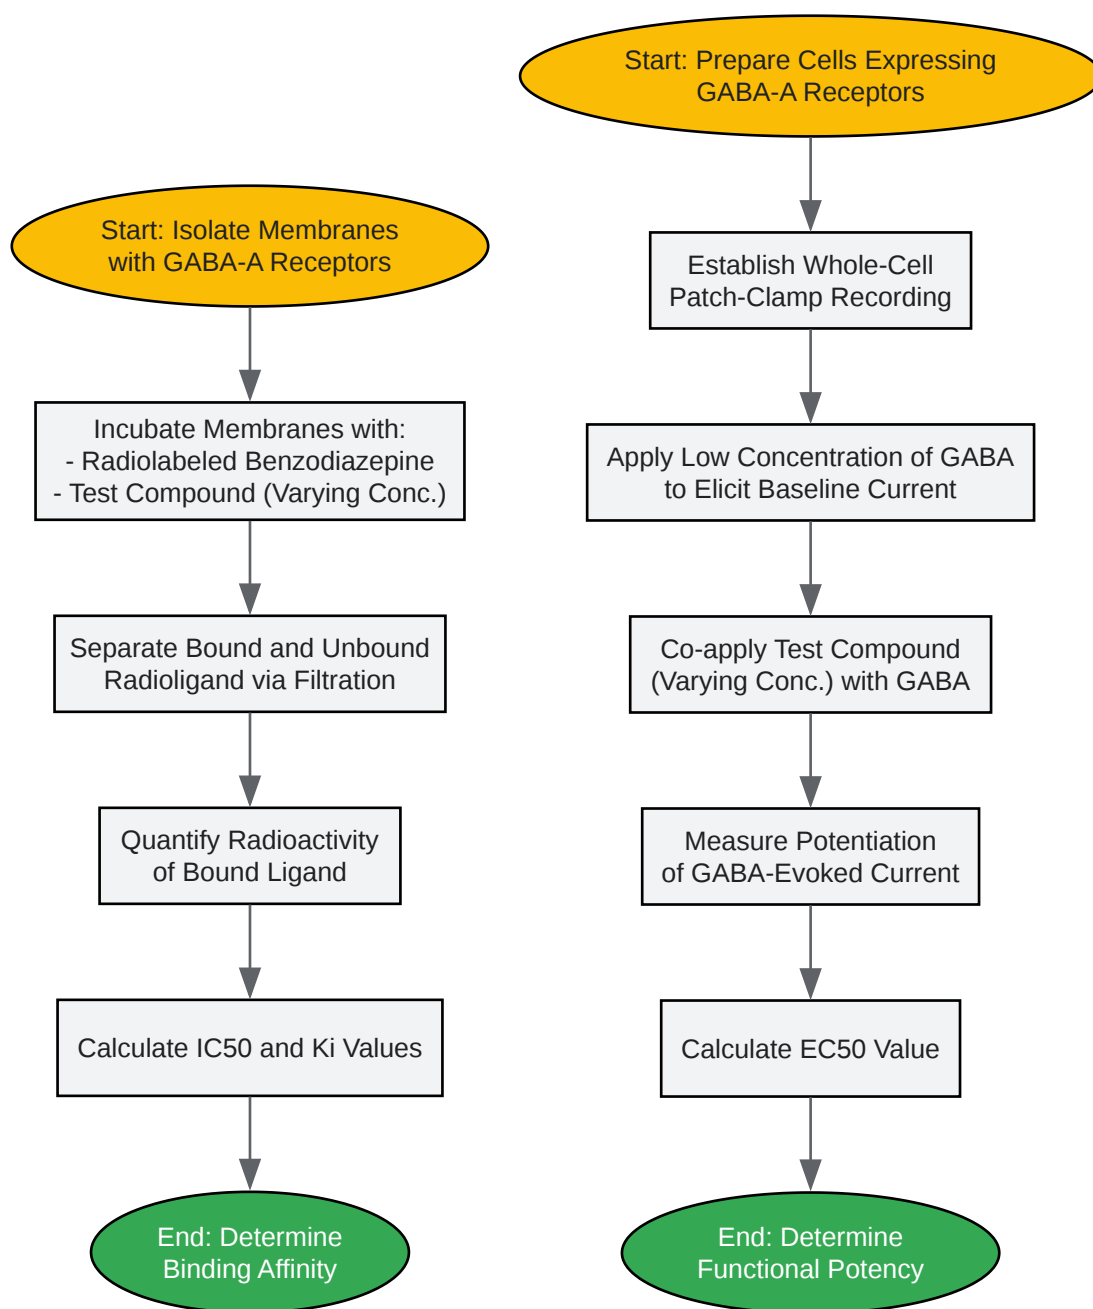 Start: Isolate Membranes
with GABA-A Receptors
Incubate Membranes with:
- Radiolabeled Benzodiazepine
- Test Compound (Varying Conc.)
Separate Bound and Unbound
Radioligand via Filtration
Quantify Radioactivity
of Bound Ligand
Calculate IC50 and Ki Values
End: Determine
Binding Affinity
Start: Prepare Cells Expressing
GABA-A Receptors
Establish Whole-Cell
Patch-Clamp Recording
Apply Low Concentration of GABA
to Elicit Baseline Current
Co-apply Test Compound
(Varying Conc.) with GABA
Measure Potentiation
of GABA-Evoked Current
Calculate EC50 Value
End: Determine
Functional Potency